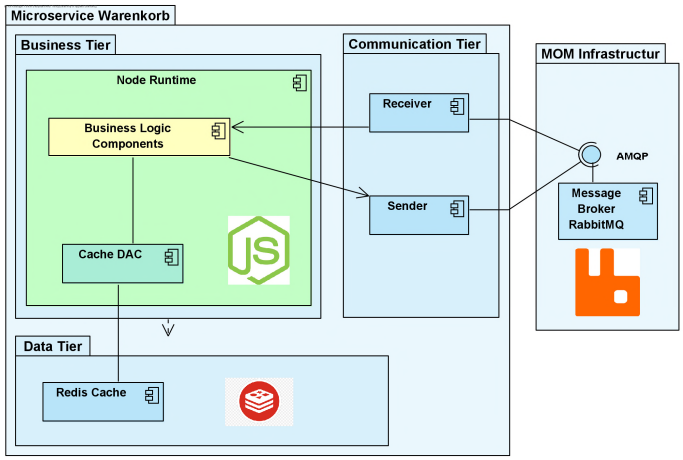 Microservice Warenkorb
Business Tier
Communication Tier
MOM Infrastructur
Node Runtime
Receiver
Business Logic
Components
AMQP
Sender
Message
Broker
RabbitMQ
Cache DAC
JS
Data Tier
Redis Cache